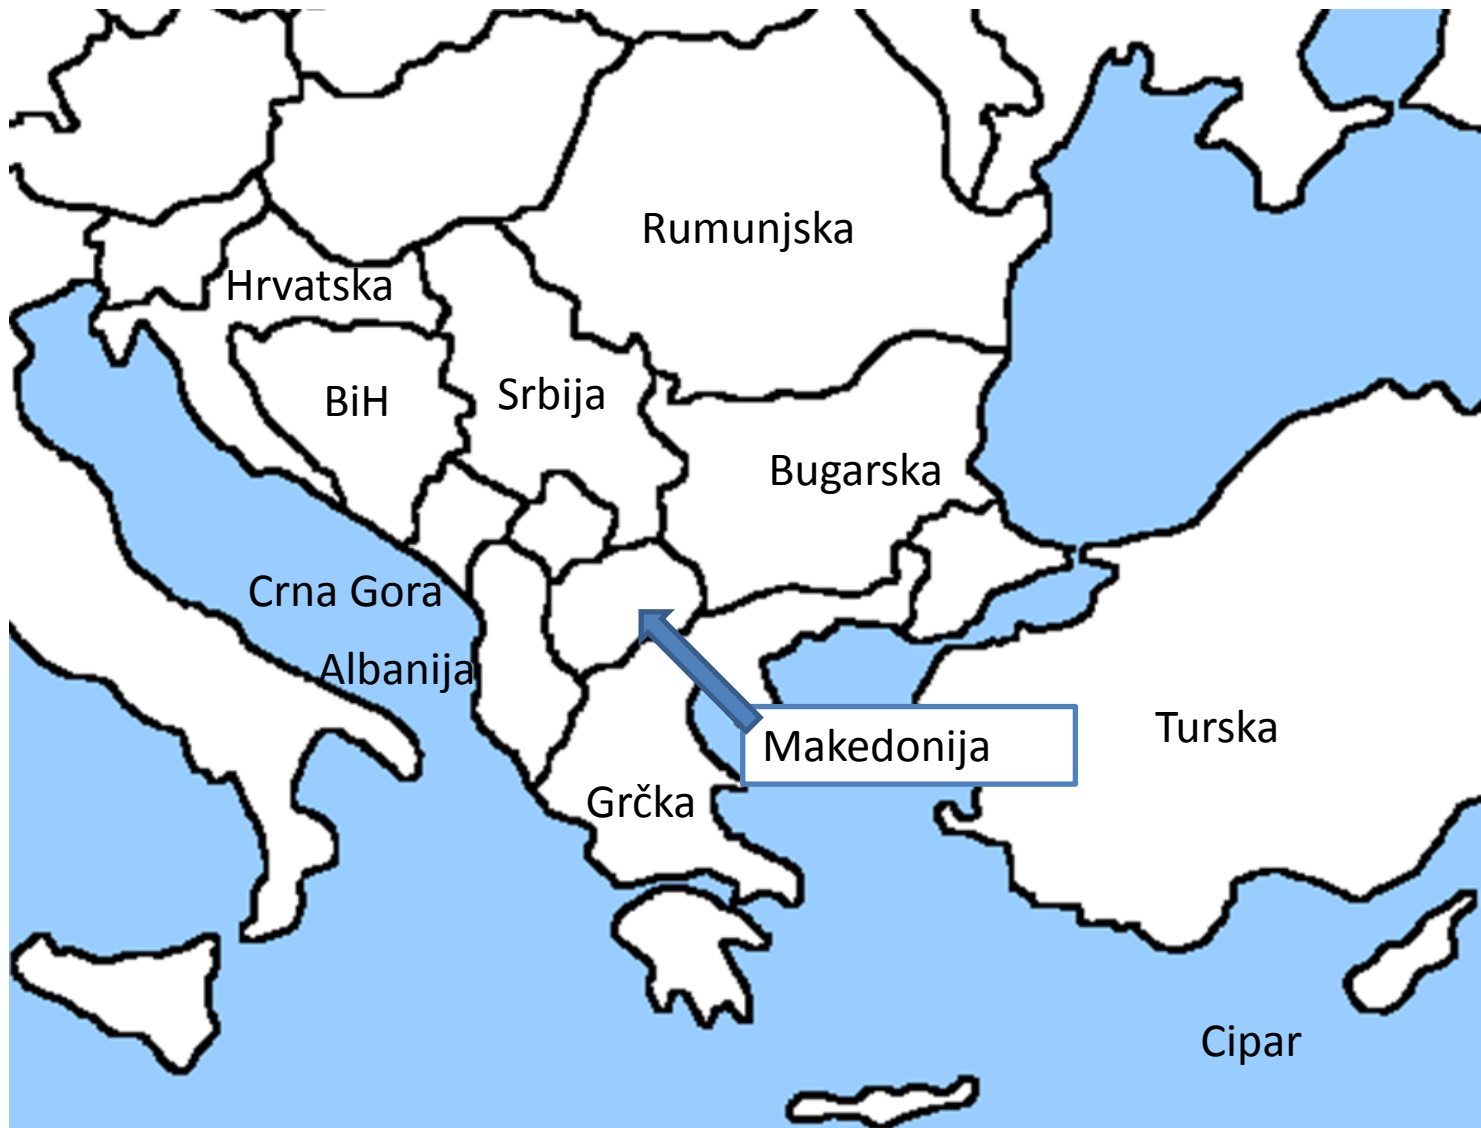 Rumunjska
Hrvatska
BiH
Srbija
Bugarska
Crna Gora
Albanija
Makedonija
Turska
Grčka
Cipar